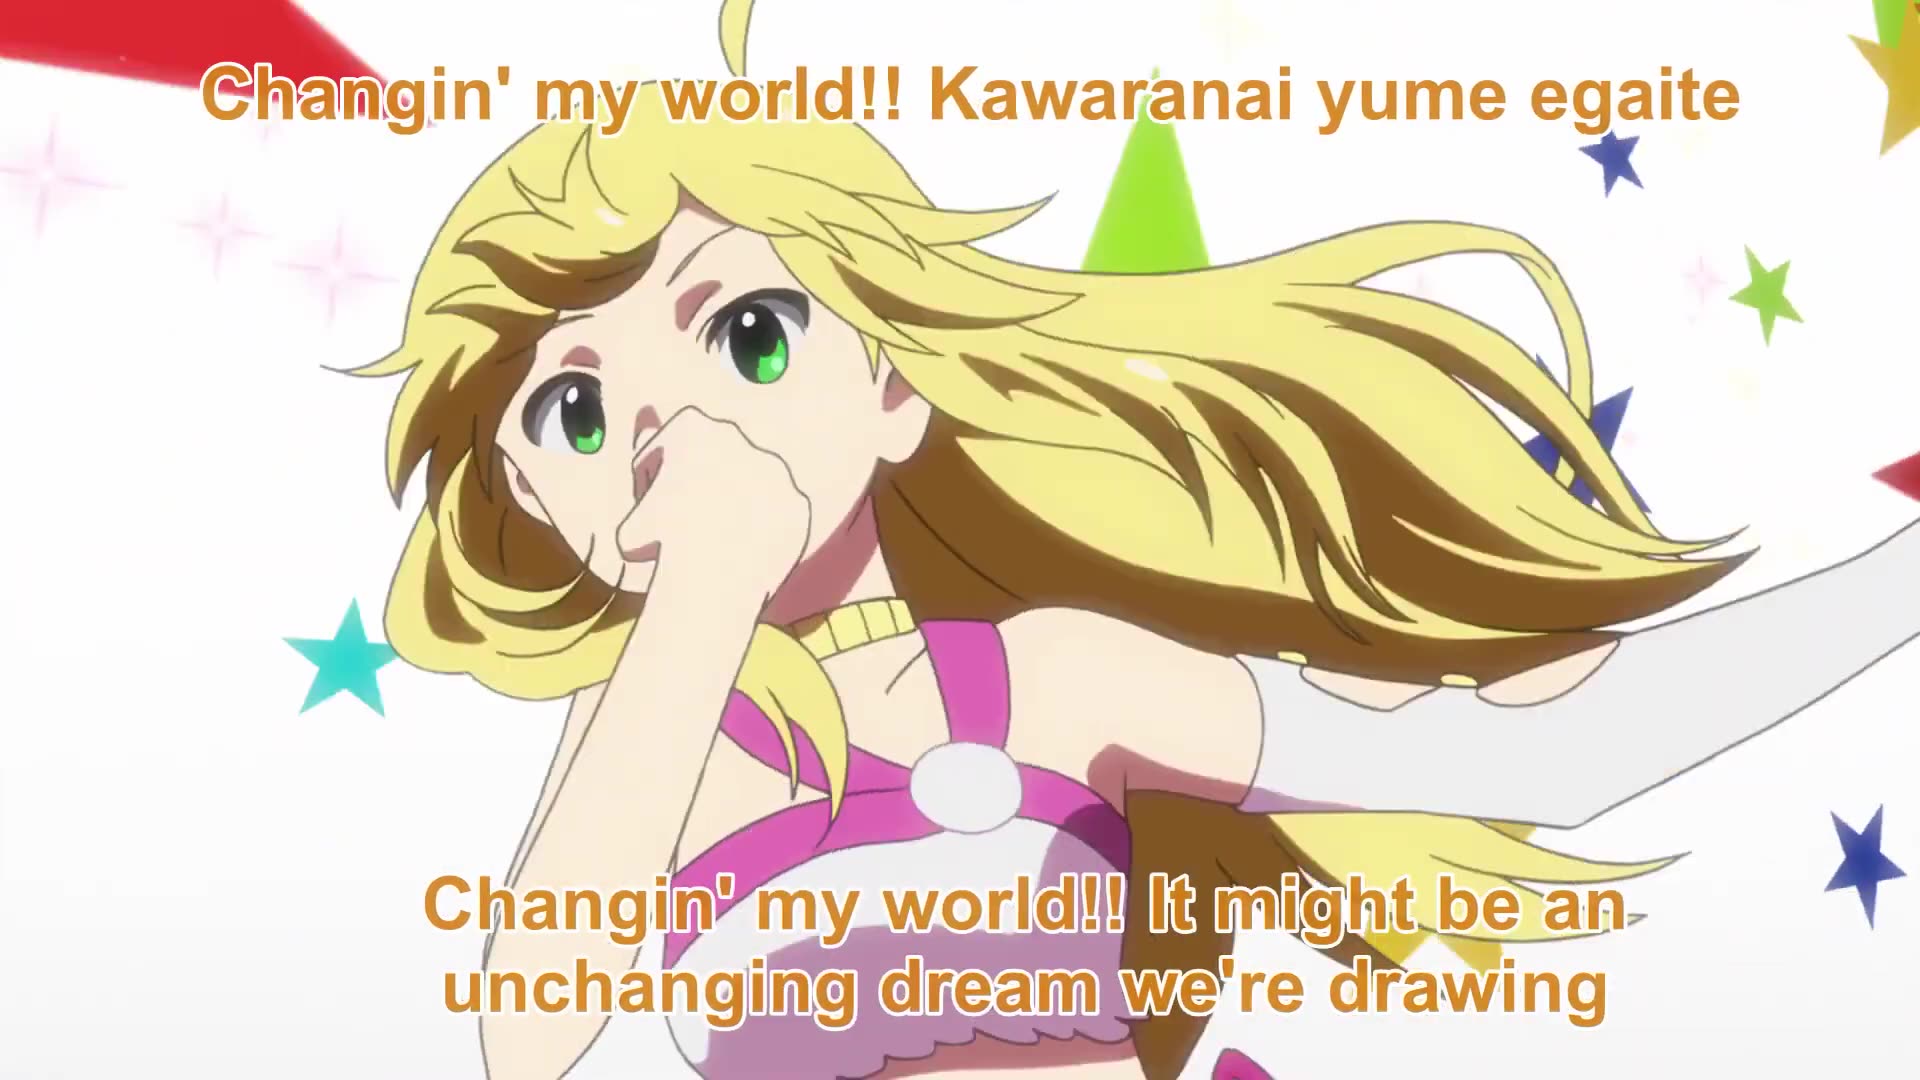 Changin' my world!! Kawaranai yume egaite
Changin' my world!! It might be an
unchanging dream we're drawing